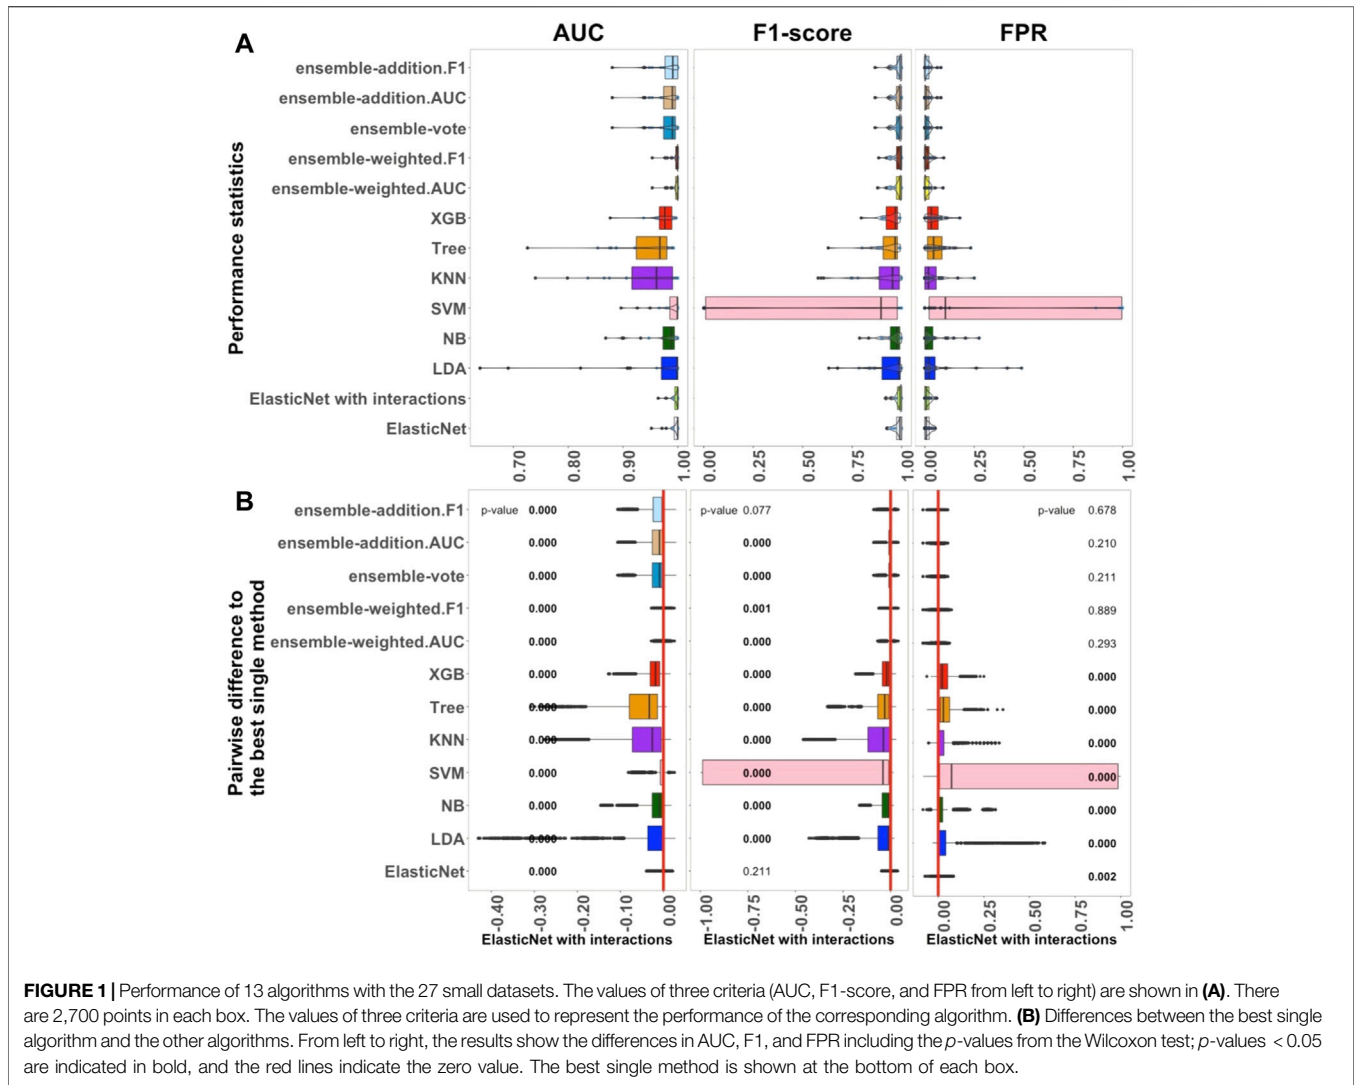 A
AUC F1-score FPR
Performance statistics
ensemble-addition.F1
ensemble-addition.AUC
ensemble-vote
ensemble-weighted.F1
ensemble-weighted.AUC
XGB
Tree
KNN
SVM
NB
LDA
ElasticNet with interactions
ElasticNet
0.70 0.80 0.90 1.00 0.00 0.25 0.50 0.75 1.00 0.00 0.25 0.50 0.75 1.00
B
Pairwise difference to
the best single method
ensemble-addition.F1 p-value 0.000 p-value 0.077 p-value 0.678
ensemble-addition.AUC 0.000 0.000 0.210
ensemble-vote 0.000 0.000 0.211
ensemble-weighted.F1 0.000 0.001 0.889
ensemble-weighted.AUC 0.000 0.000 0.293
XGB 0.000 0.000 0.000
Tree 0.000 0.000 0.000
KNN 0.000 0.000 0.000
SVM 0.000 0.000 0.000
NB 0.000 0.000 0.000
LDA 0.000 0.000 0.000
ElasticNet 0.000 0.211 0.002
-0.40 -0.30 -0.20 -0.10 0.00 -1.00 -0.75 -0.50 -0.25 0.00 0.00 0.25 0.50 0.75 1.00
ElasticNet with interactions ElasticNet with interactions ElasticNet with interactions
FIGURE 1 | Performance of 13 algorithms with the 27 small datasets. The values of three criteria (AUC, F1-score, and FPR from left to right) are shown in (A). There
are 2,700 points in each box. The values of three criteria are used to represent the performance of the corresponding algorithm. (B) Differences between the best single
algorithm and the other algorithms. From left to right, the results show the differences in AUC, F1, and FPR including the p-values from the Wilcoxon test; p-values < 0.05
are indicated in bold, and the red lines indicate the zero value. The best single method is shown at the bottom of each box.